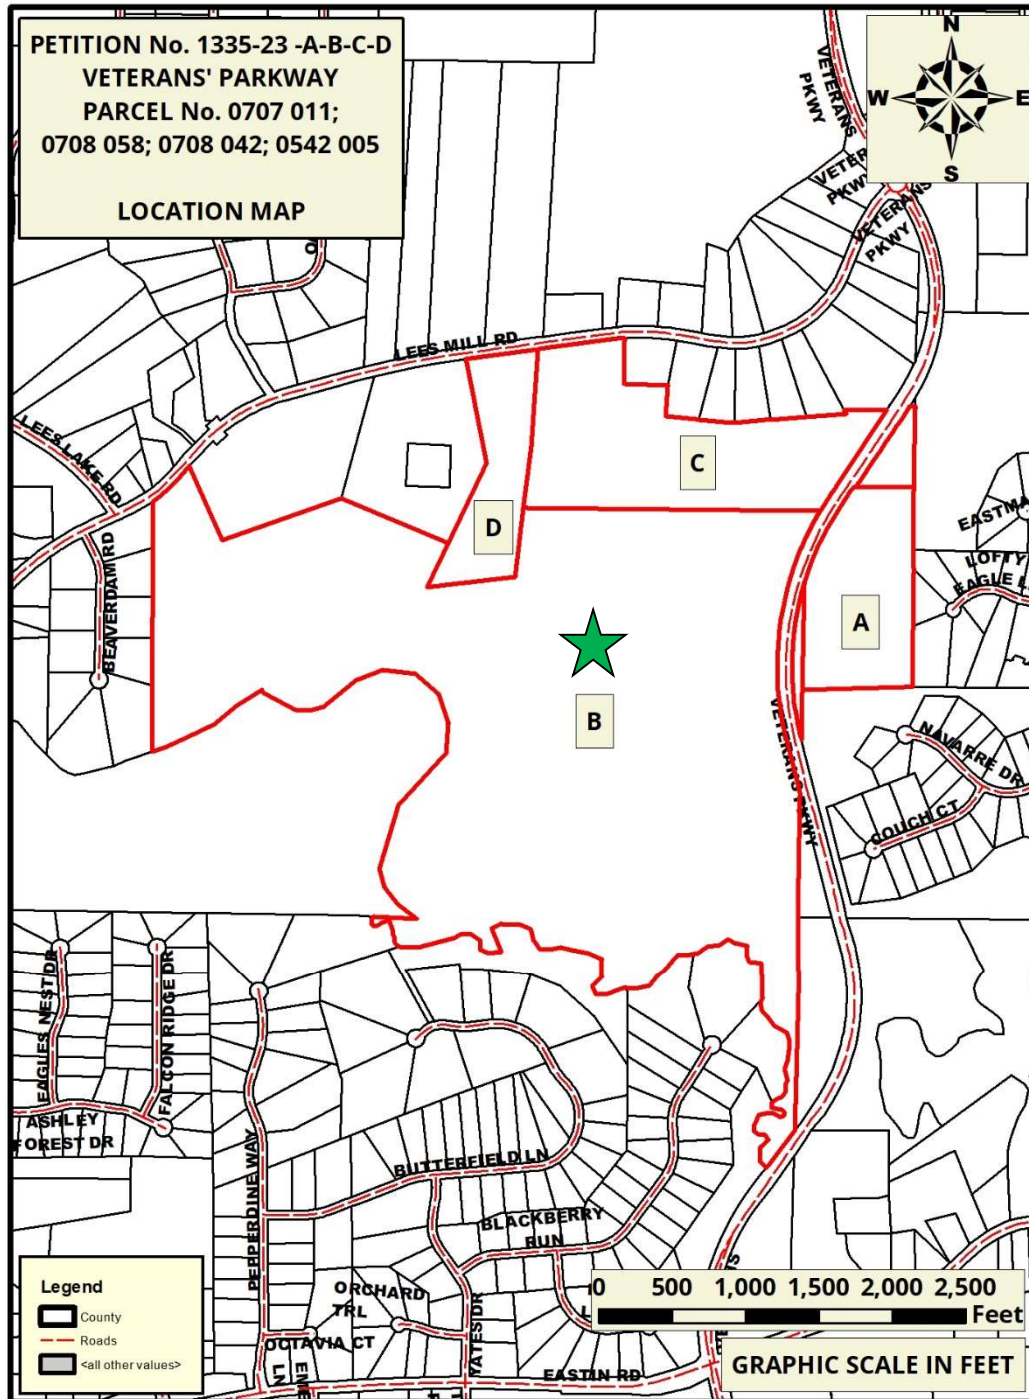 PETITION No. 1335-23 -A-B-C-D
VETERANS' PARKWAY
PARCEL No. 0707 011;
0708 058; 0708 042; 0542 005
LOCATION MAP
N
W
E
S
VETERANS
PKWY
PKWY
VETERANS
PKWY
LEES MILL RD
LEES LAKE RD
BEAVERDAM RD
C
D
A
B
LOFTY
EAGLE
VETERANS PKWY
NAVARRE DR
COUCH CT
EAGLES NEST DR
FALCON RIDGE DR
ASHLEY
FOREST DR
PEPPERDINE WAY
BUTTERFIELD LN
BLACKBERRY
RUN
ORCHARD
TRL
OCTAVIA CT
LN
YATES DR
EASTIN RD
Legend
County
Roads
<all other values>
0 500 1,000 1,500 2,000 2,500
Feet
GRAPHIC SCALE IN FEET